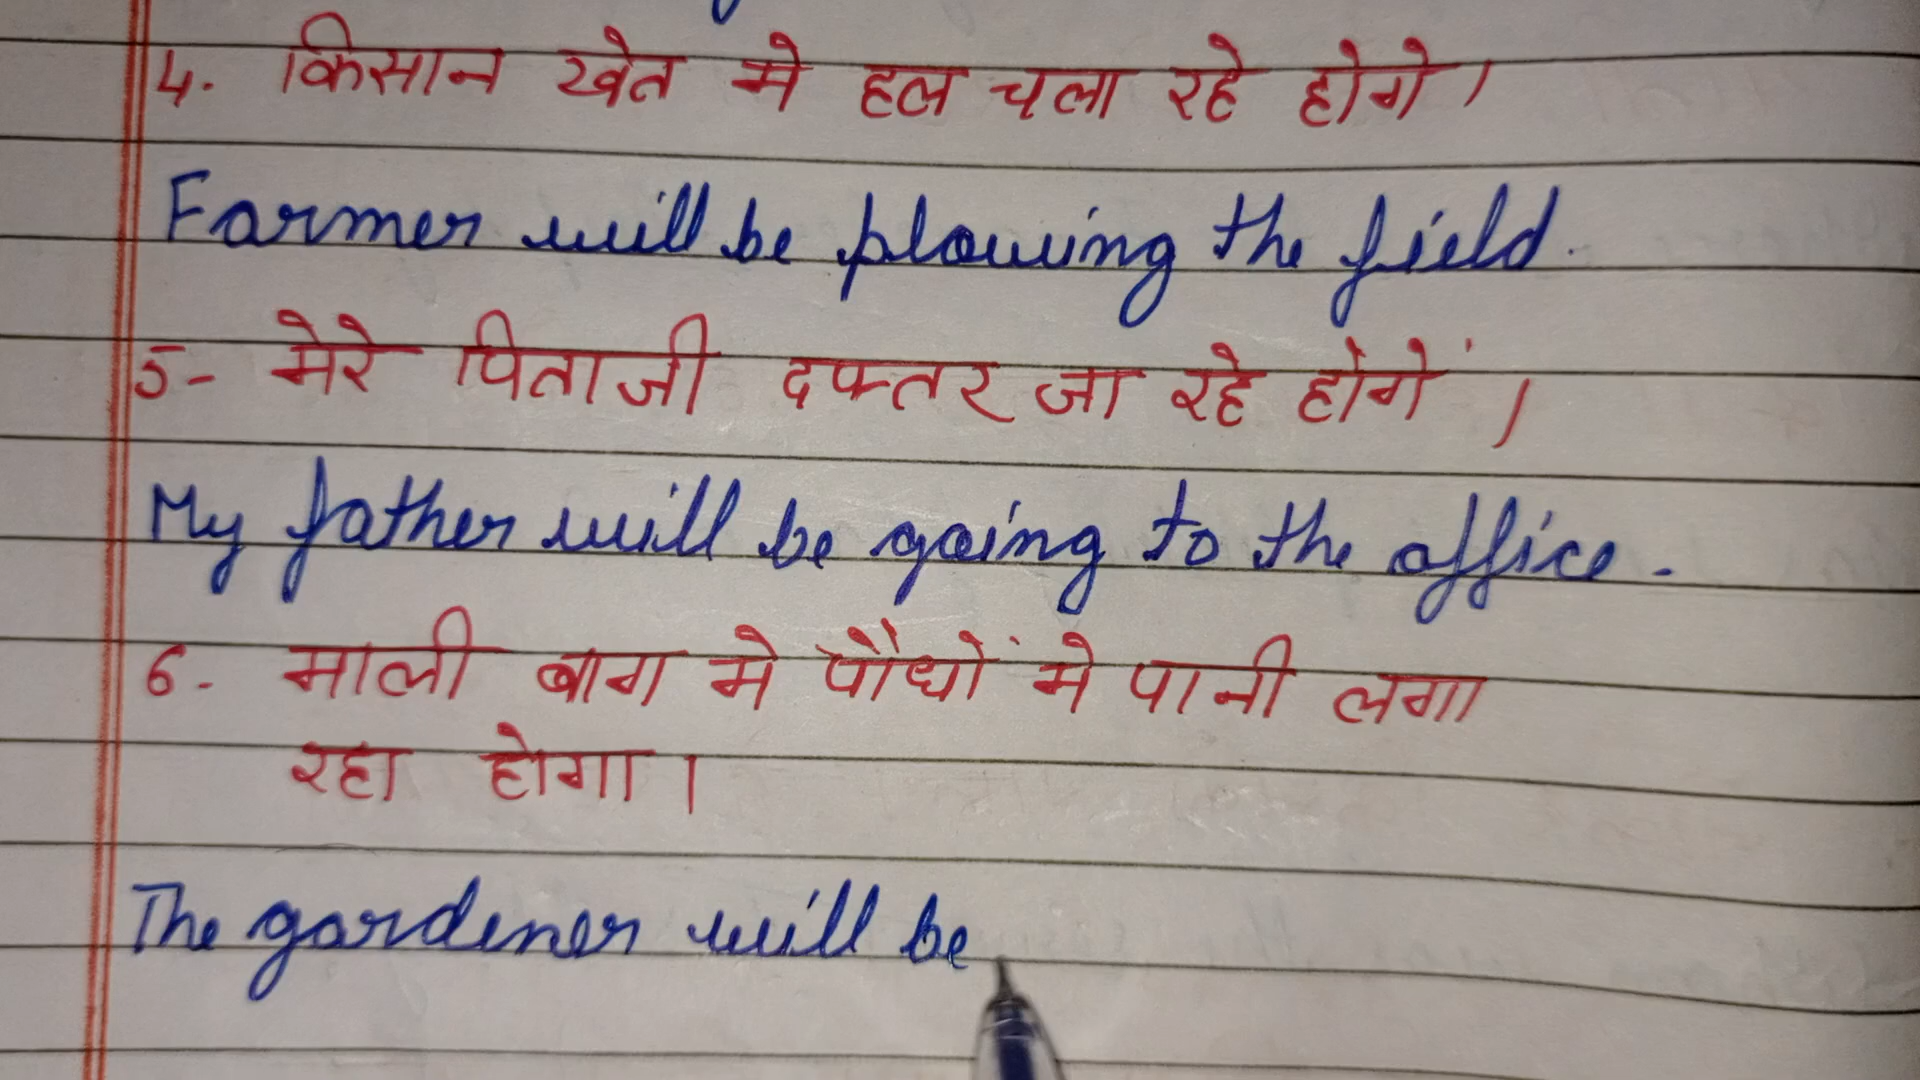 4. किसान खेत मे हल चला रहे होगे।
Farmer will be plowing the field.
5- मेरे पिताजी दफ्तर जा रहे होगें ।
My father will be going to the office.
6. माली बाग मे पौधों मे पानी लगा
रहा होगा।
The gardener will be